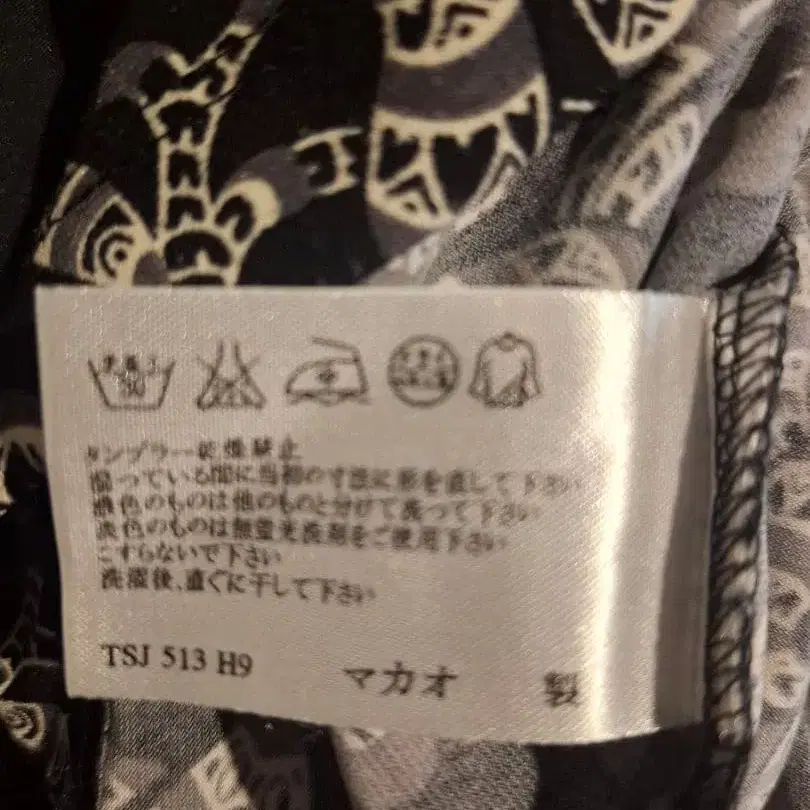 タンブラー乾燥禁止
湿っている間に当初の寸法に形を直して下さい
濃色のものは他のものと分けて洗って下さい
淡色のものは無蛍光洗剤をご使用下さい
こすらないで下さい
洗濯後、直ぐに干して下さい
TSJ 513 H9 マカオ 製